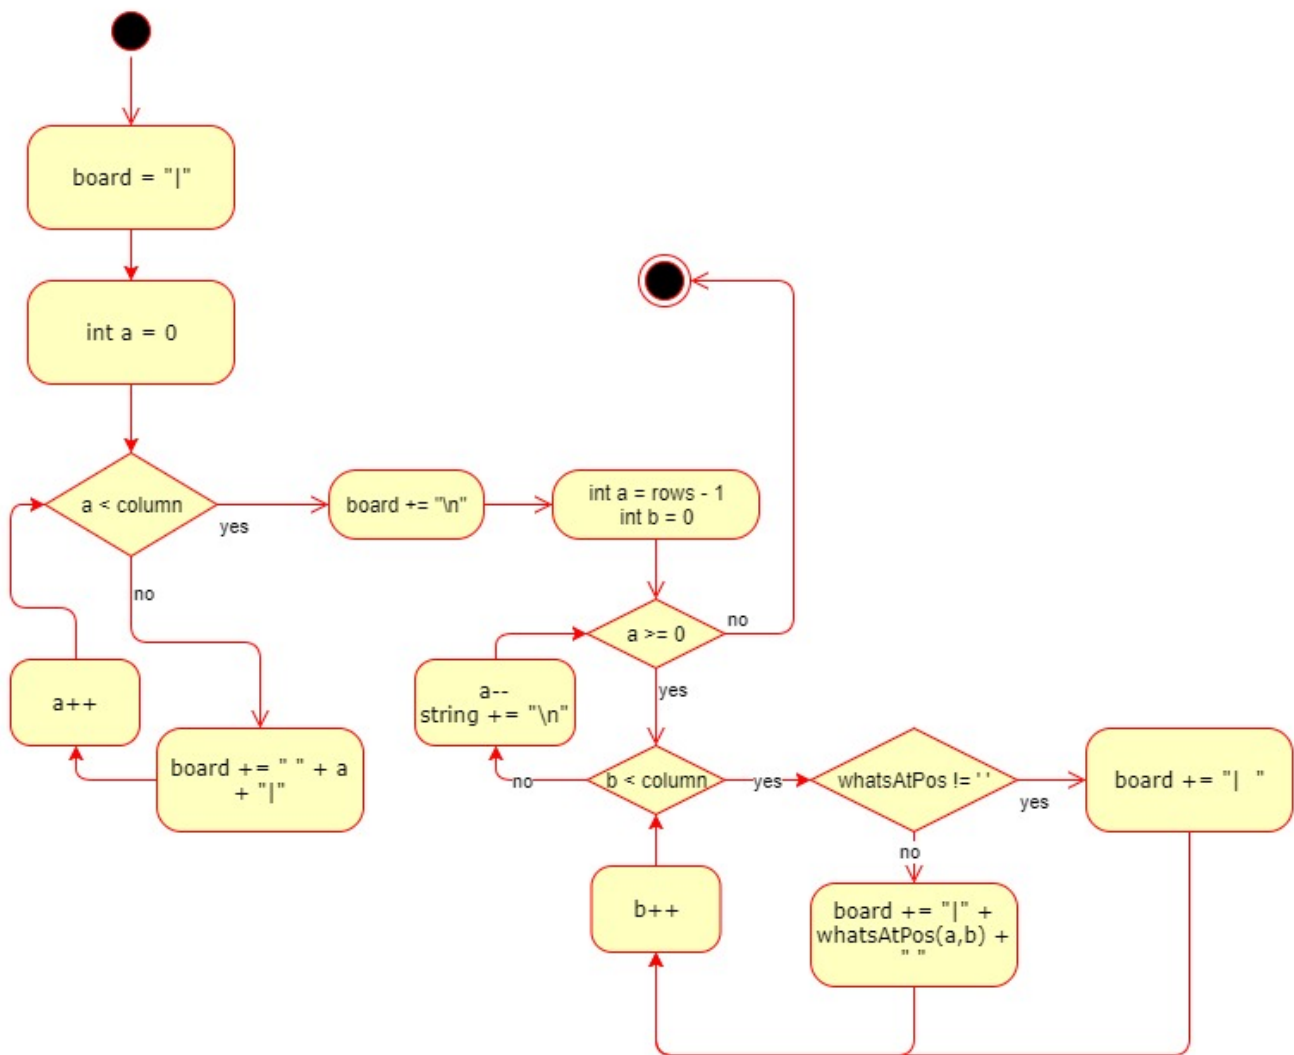 board = "|"
int a = 0
a < column
yes
no
board += " " + a
+ "|"
a++
board += "\n"
int a = rows - 1
int b = 0
a >= 0
no
yes
a--
string += "\n"
b < column
no
yes
whatsAtPos != ' '
yes
no
board += "|  "
board += "|" +
whatsAtPos(a,b) +
" "
b++